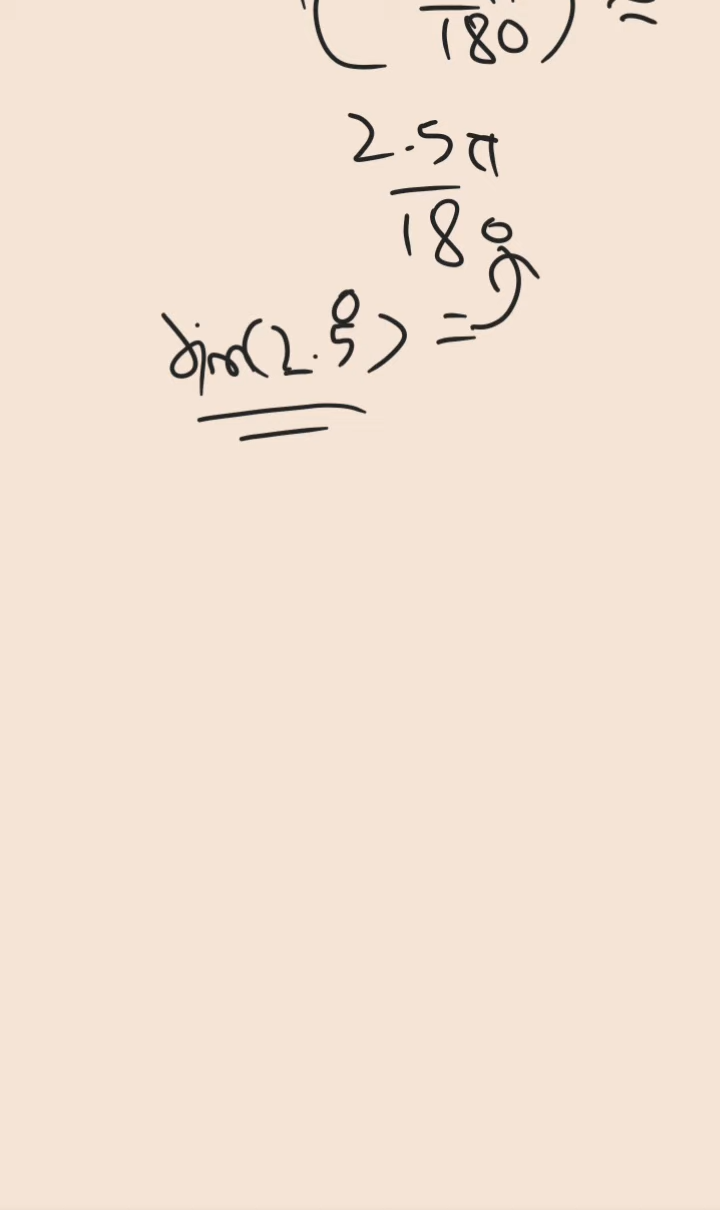 ( /180) ≈
2.5π
180
sin(2.5°) =